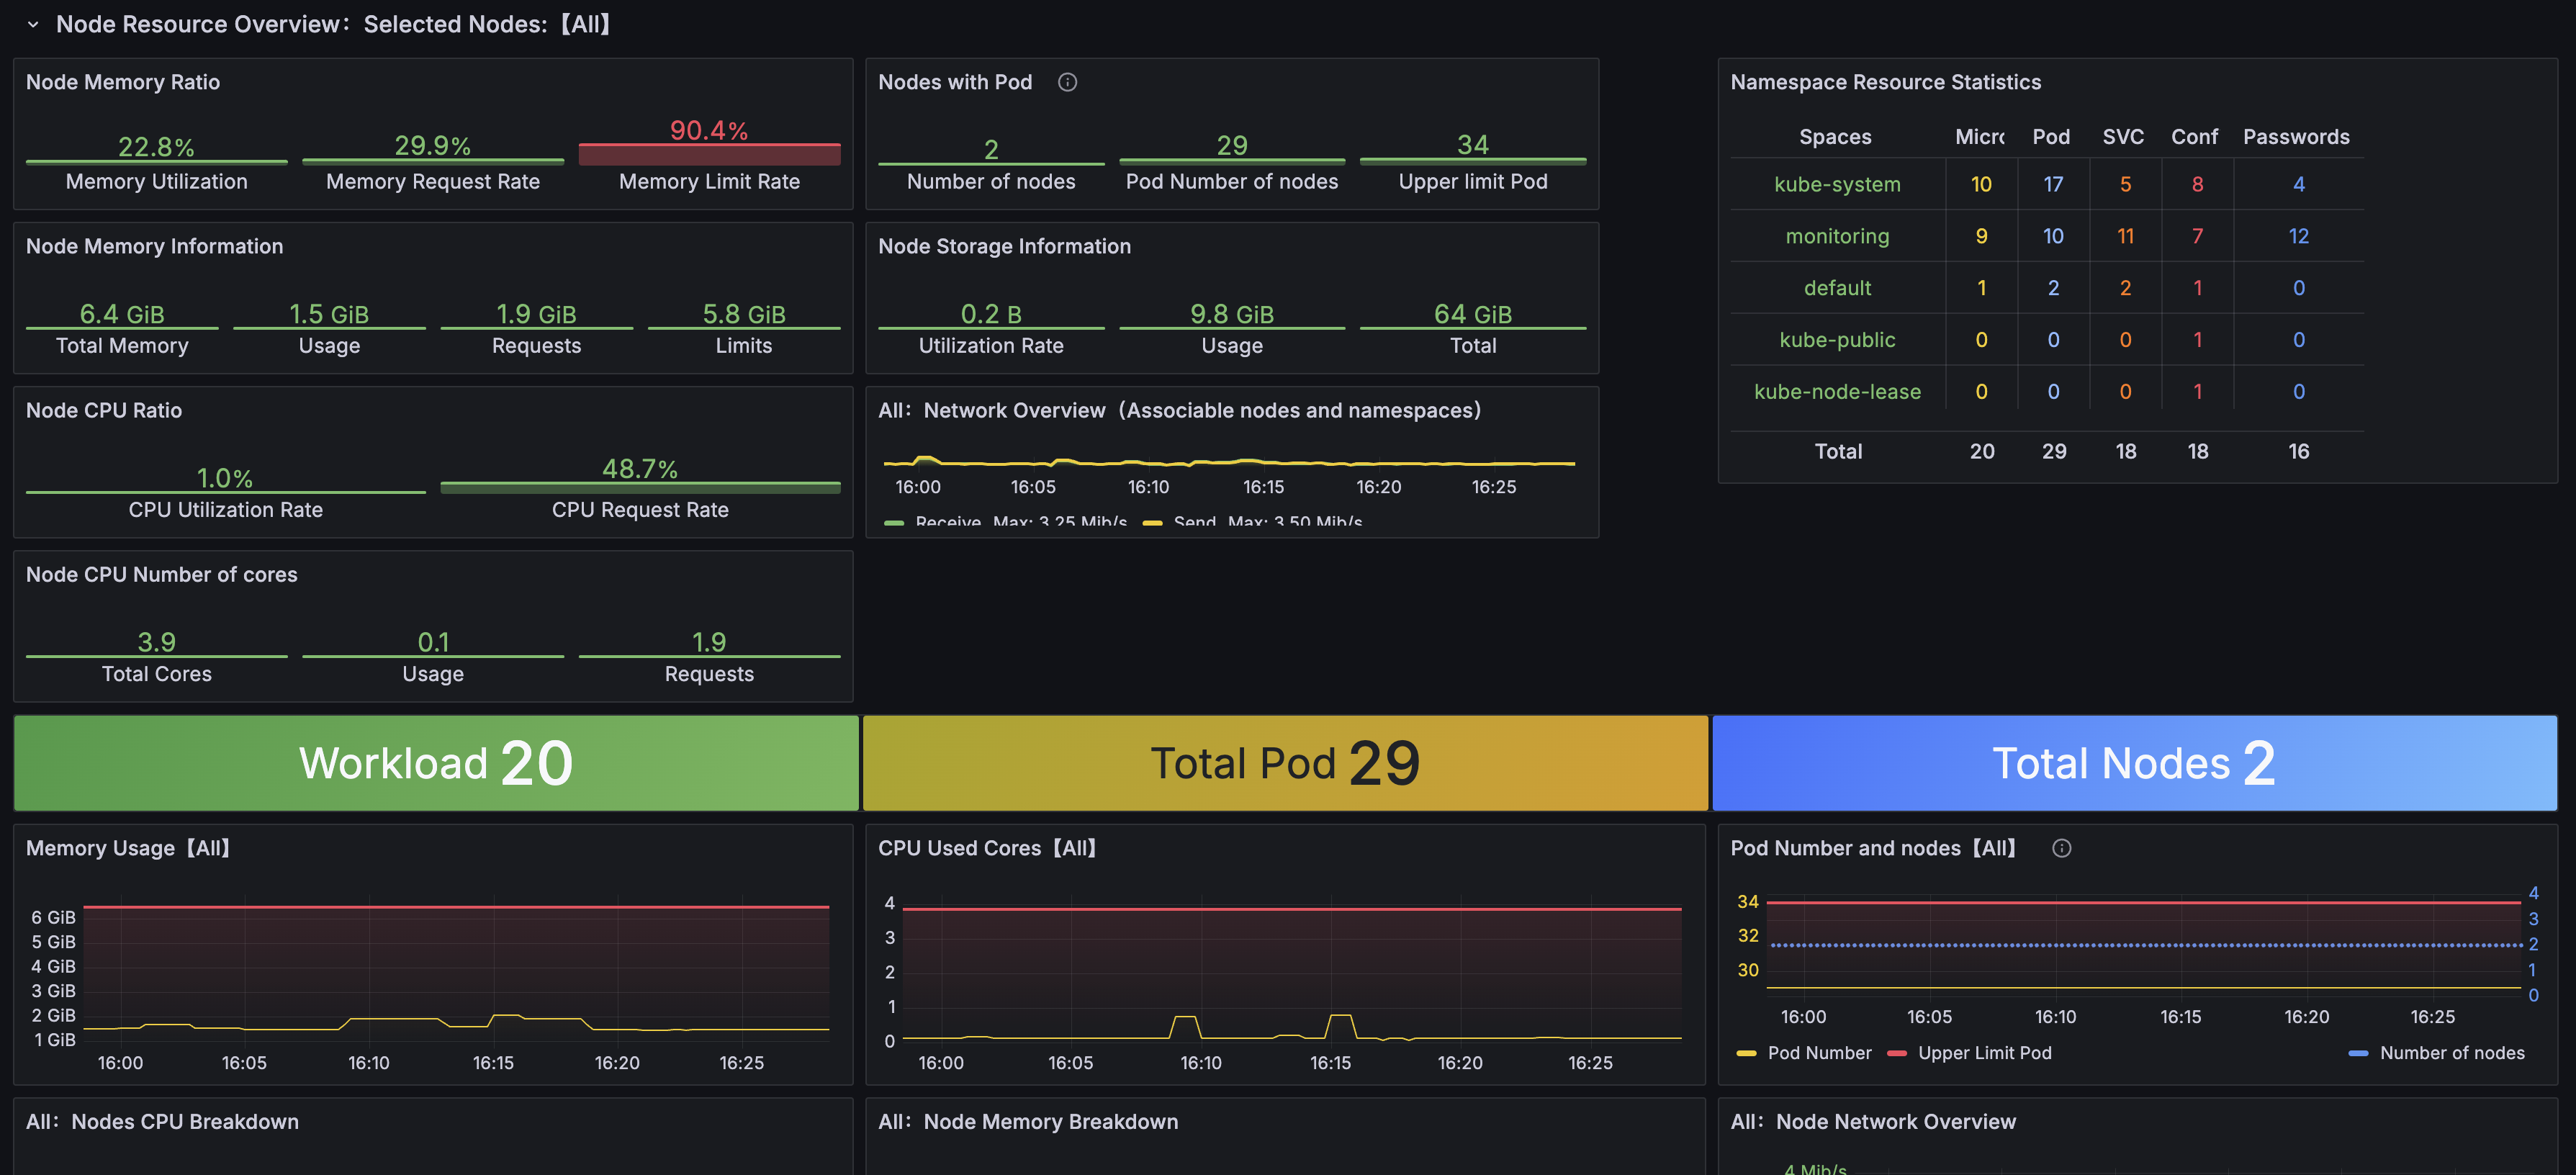 Node Resource Overview：Selected Nodes:【All】
Node Memory Ratio
22.8%
Memory Utilization
29.9%
Memory Request Rate
90.4%
Memory Limit Rate
Nodes with Pod
2
Number of nodes
29
Pod Number of nodes
34
Upper limit Pod
Namespace Resource Statistics
Spaces Micro Pod SVC Conf Passwords
kube-system 10 17 5 8 4
monitoring 9 10 11 7 12
default 1 2 2 1 0
kube-public 0 0 0 1 0
kube-node-lease 0 0 0 1 0
Total 20 29 18 18 16
Node Memory Information
6.4 GiB
Total Memory
1.5 GiB
Usage
1.9 GiB
Requests
5.8 GiB
Limits
Node Storage Information
0.2 B
Utilization Rate
9.8 GiB
Usage
64 GiB
Total
Node CPU Ratio
1.0%
CPU Utilization Rate
48.7%
CPU Request Rate
All：Network Overview（Associable nodes and namespaces）
16:00 16:05 16:10 16:15 16:20 16:25
Receive Max: 3.25 Mib/s Send Max: 3.50 Mib/s
Node CPU Number of cores
3.9
Total Cores
0.1
Usage
1.9
Requests
Workload 20
Total Pod 29
Total Nodes 2
Memory Usage【All】
6 GiB
5 GiB
4 GiB
3 GiB
2 GiB
1 GiB
16:00 16:05 16:10 16:15 16:20 16:25
CPU Used Cores【All】
4
3
2
1
0
16:00 16:05 16:10 16:15 16:20 16:25
Pod Number and nodes【All】
34
32
30
4
3
2
1
0
16:00 16:05 16:10 16:15 16:20 16:25
Pod Number Upper Limit Pod Number of nodes
All：Nodes CPU Breakdown
All：Node Memory Breakdown
All：Node Network Overview
4 Mib/s